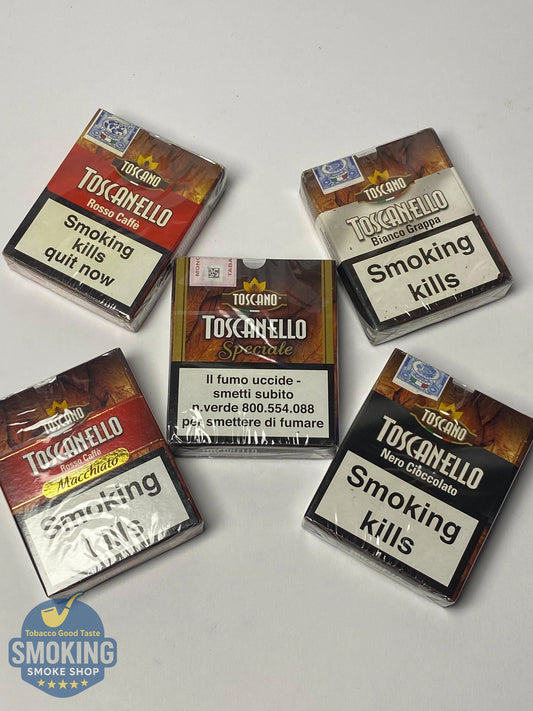 TOSCANO
TOSCANELLO
Rosso Caffè
Smoking
kills
quit now
TOSCANO
TOSCANELLO
Bianco Grappa
Smoking
kills
TABA
TOSCANO
TOSCANELLO
Speciale
Il fumo uccide -
smetti subito
n.verde 800.554.088
per smettere di fumare
TOSCANELLO
TOSCANO
TOSCANELLO
Rosso Caffè
Macchiato
Smoking
kills
TOSCANO
TOSCANELLO
Nero Cioccolato
Smoking
kills
Tobacco Good Taste
SMOKING
SMOKE SHOP